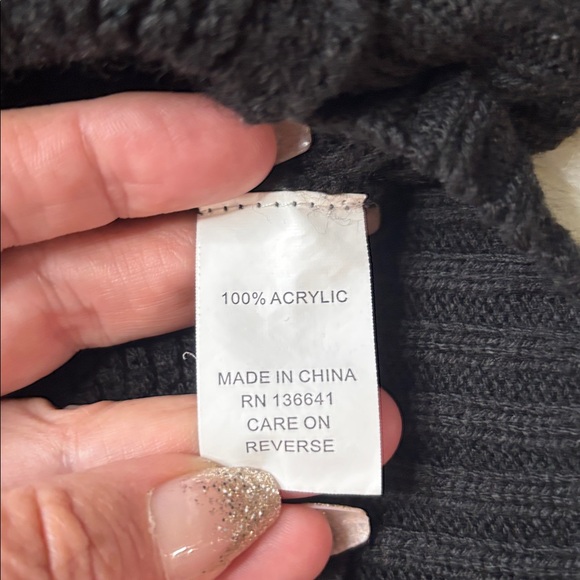 100% ACRYLIC
MADE IN CHINA
RN 136641
CARE ON
REVERSE